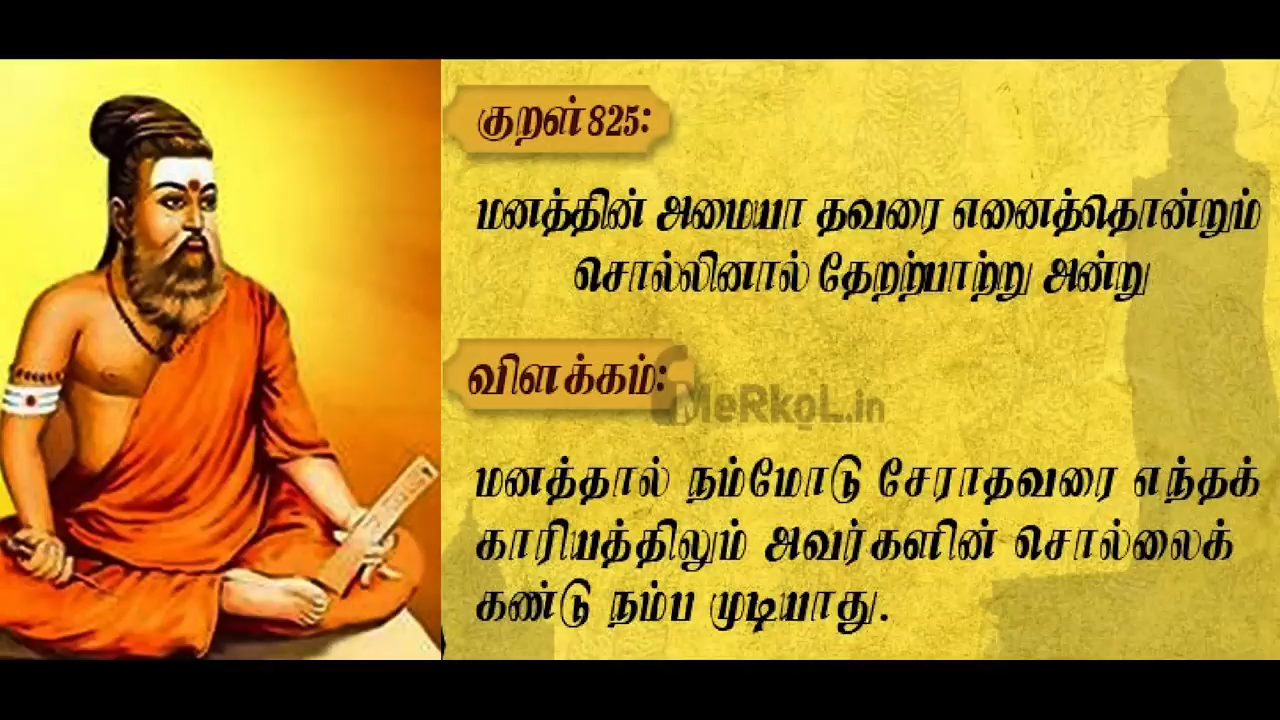 குறள் 825:
மனத்தின் அமையா தவரை எனைத்தொன்றும்
சொல்லினால் தேறற்பாற்று அன்று
விளக்கம்:
MeRkoL.in
மனத்தால் நம்மோடு சேராதவரை எந்தக்
காரியத்திலும் அவர்களின் சொல்லைக்
கண்டு நம்ப முடியாது.